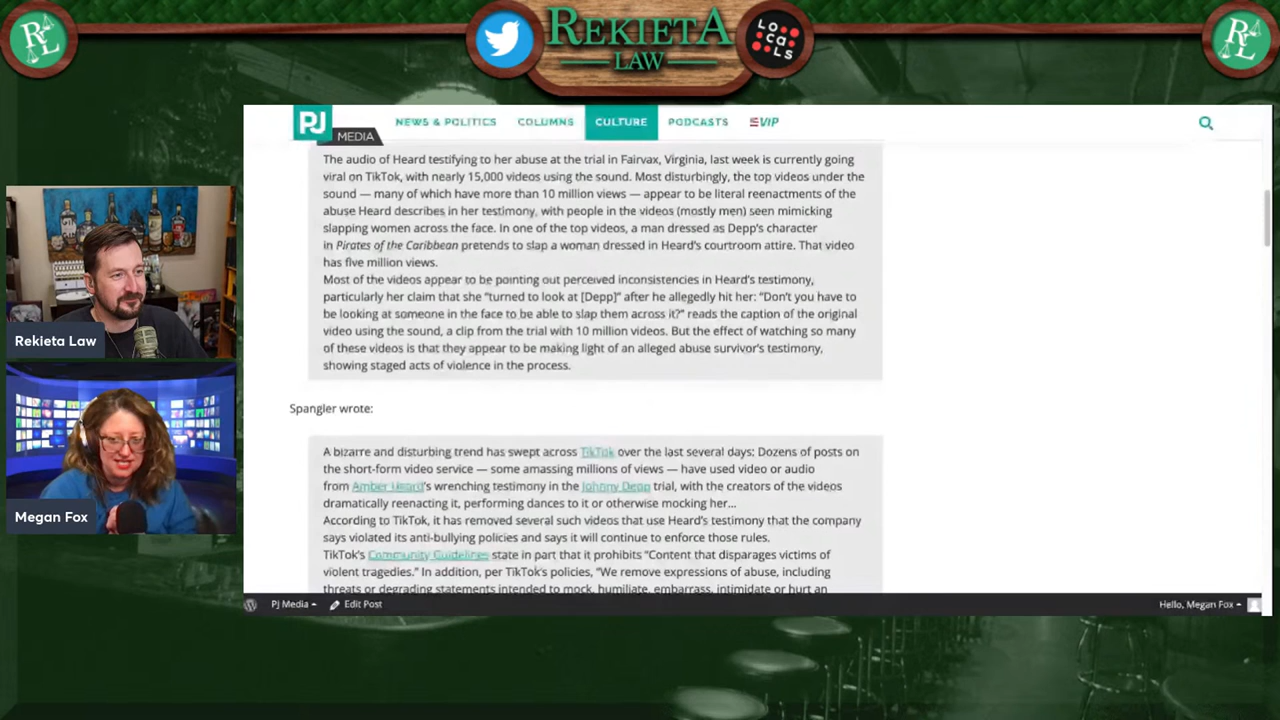 REKIETA
LAW
LOCALS
RL
RL
PJ
MEDIA
NEWS & POLITICS
COLUMNS
CULTURE
PODCASTS
VIP
The audio of Heard testifying to her abuse at the trial in Fairvax, Virginia, last week is currently going
viral on TikTok, with nearly 15,000 videos using the sound. Most disturbingly, the top videos under the
sound — many of which have more than 10 million views — appear to be literal reenactments of the
abuse Heard describes in her testimony, with people in the videos (mostly men) seen mimicking
slapping women across the face. In one of the top videos, a man dressed as Depp's character
in Pirates of the Caribbean pretends to slap a woman dressed in Heard's courtroom attire. That video
has five million views.
Most of the videos appear to be pointing out perceived inconsistencies in Heard's testimony,
particularly her claim that she "turned to look at [Depp]" after he allegedly hit her: "Don't you have to
be looking at someone in the face to be able to slap them across it?" reads the caption of the original
video using the sound, a clip from the trial with 10 million videos. But the effect of watching so many
of these videos is that they appear to be making light of an alleged abuse survivor's testimony,
showing staged acts of violence in the process.
Spangler wrote:
A bizarre and disturbing trend has swept across TikTok over the last several days: Dozens of posts on
the short-form video service — some amassing millions of views — have used video or audio
from Amber Heard's wrenching testimony in the Johnny Depp trial, with the creators of the videos
dramatically reenacting it, performing dances to it or otherwise mocking her...
According to TikTok, it has removed several such videos that use Heard's testimony that the company
says violated its anti-bullying policies and says it will continue to enforce those rules.
TikTok's Community Guidelines state in part that it prohibits "Content that disparages victims of
violent tragedies." In addition, per TikTok's policies, "We remove expressions of abuse, including
threats or degrading statements intended to mock, humiliate, embarrass, intimidate or hurt an
PJ Media
Edit Post
Hello, Megan Fox
Rekieta Law
Megan Fox